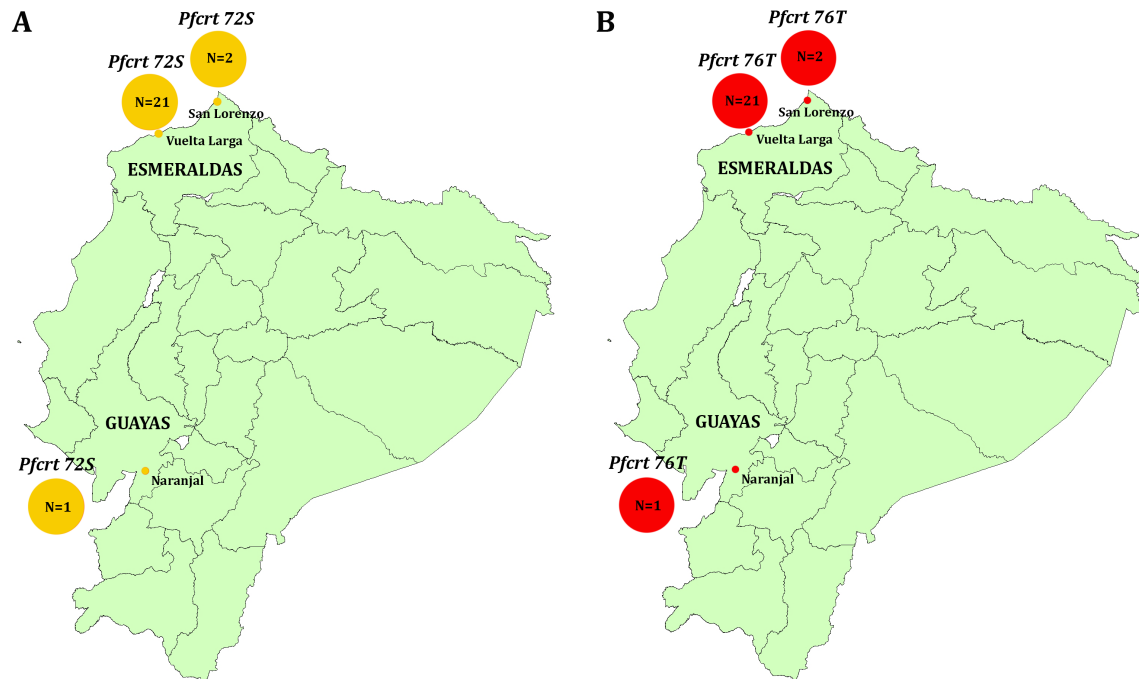 A
Pfcrt 72S
N=2
Pfcrt 72S
N=21
San Lorenzo
Vuelta Larga
ESMERALDAS
GUAYAS
Pfcrt 72S
Naranjal
N=1
B
Pfcrt 76T
N=2
Pfcrt 76T
N=21
San Lorenzo
Vuelta Larga
ESMERALDAS
GUAYAS
Pfcrt 76T
Naranjal
N=1